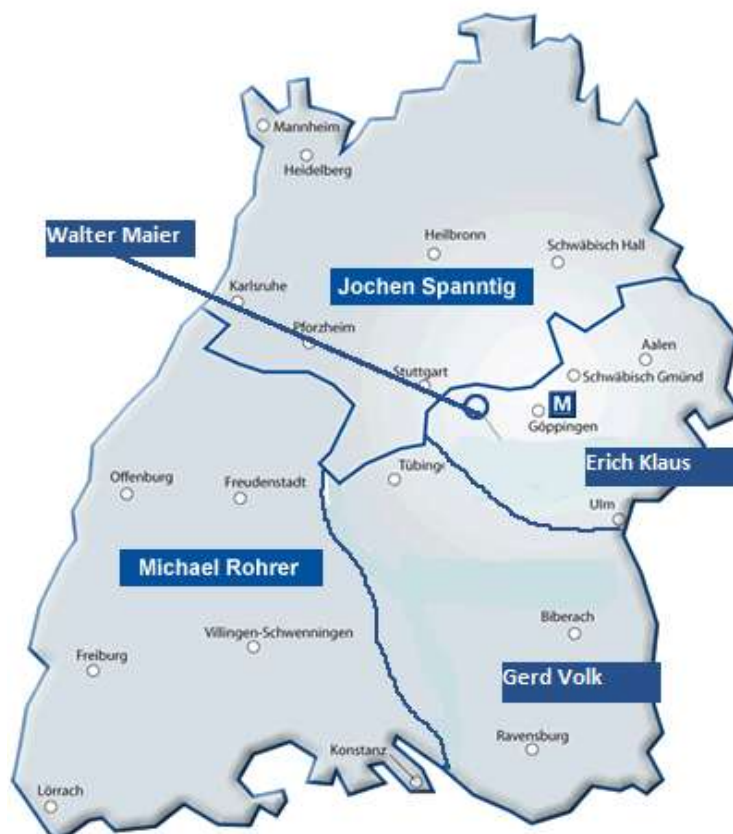 Mannheim
Heidelberg
Walter Maier
Heilbronn
Schwäbisch Hall
Jochen Spanntig
Karlsruhe
Pforzheim
Aalen
Stuttgart
Schwäbisch Gmünd
M
Göppingen
Erich Klaus
Tübinge
Offenburg
Freudenstadt
Ulm
Michael Rohrer
Biberach
Villingen-Schwenningen
Freiburg
Gerd Volk
Ravensburg
Konstanz
Lörrach